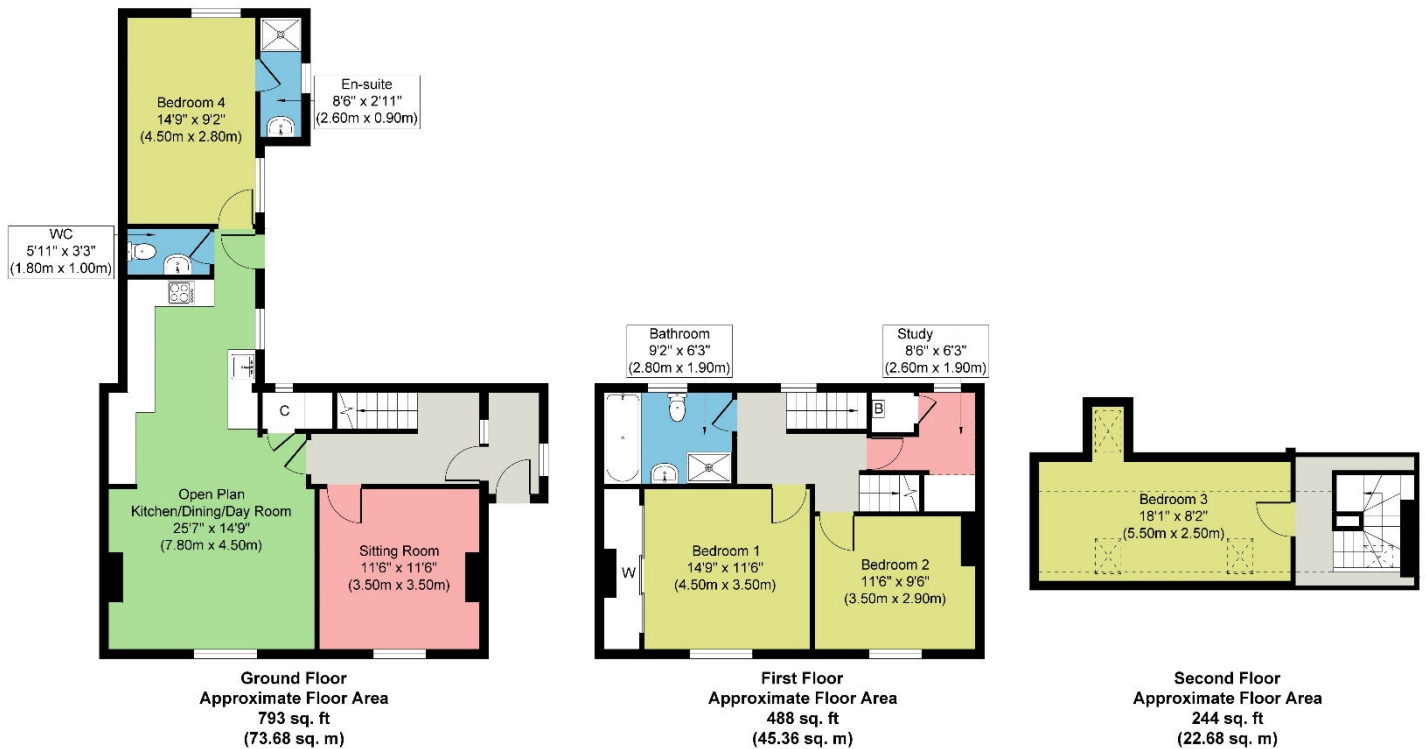 Bedroom 4
14'9" x 9'2"
(4.50m x 2.80m)
En-suite
8'6" x 2'11"
(2.60m x 0.90m)
WC
5'11" x 3'3"
(1.80m x 1.00m)
C
Open Plan
Kitchen/Dining/Day Room
25'7" x 14'9"
(7.80m x 4.50m)
Sitting Room
11'6" x 11'6"
(3.50m x 3.50m)
Ground Floor
Approximate Floor Area
793 sq. ft
(73.68 sq. m)
Bathroom
9'2" x 6'3"
(2.80m x 1.90m)
Study
8'6" x 6'3"
(2.60m x 1.90m)
B
W
Bedroom 1
14'9" x 11'6"
(4.50m x 3.50m)
Bedroom 2
11'6" x 9'6"
(3.50m x 2.90m)
First Floor
Approximate Floor Area
488 sq. ft
(45.36 sq. m)
Bedroom 3
18'1" x 8'2"
(5.50m x 2.50m)
Second Floor
Approximate Floor Area
244 sq. ft
(22.68 sq. m)